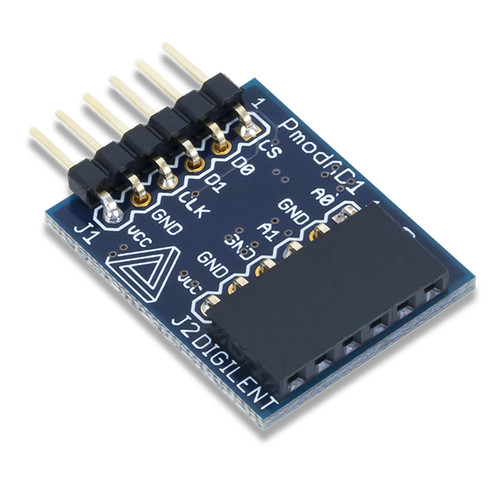 1
PmodAD1
CS
D0
D1
CLK
GND
VCC
J1
A0
GND
A1
GND
GND
VCC
J2
DIGILENT